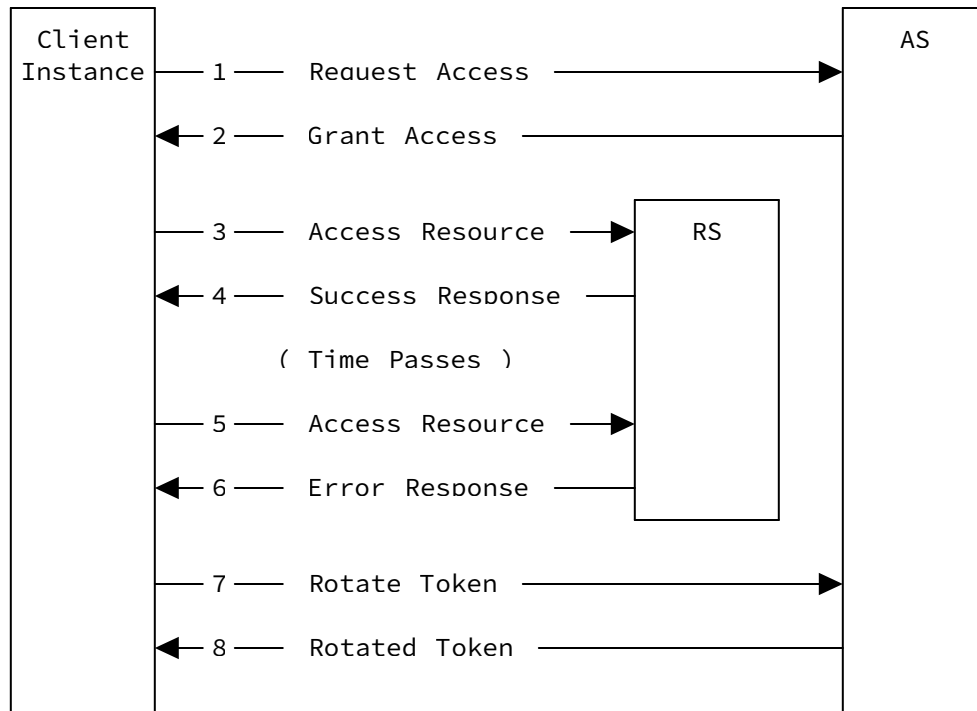 Client
Instance
AS
1 Request Access
2 Grant Access
3 Access Resource
RS
4 Success Response
( Time Passes )
5 Access Resource
6 Error Response
7 Rotate Token
8 Rotated Token